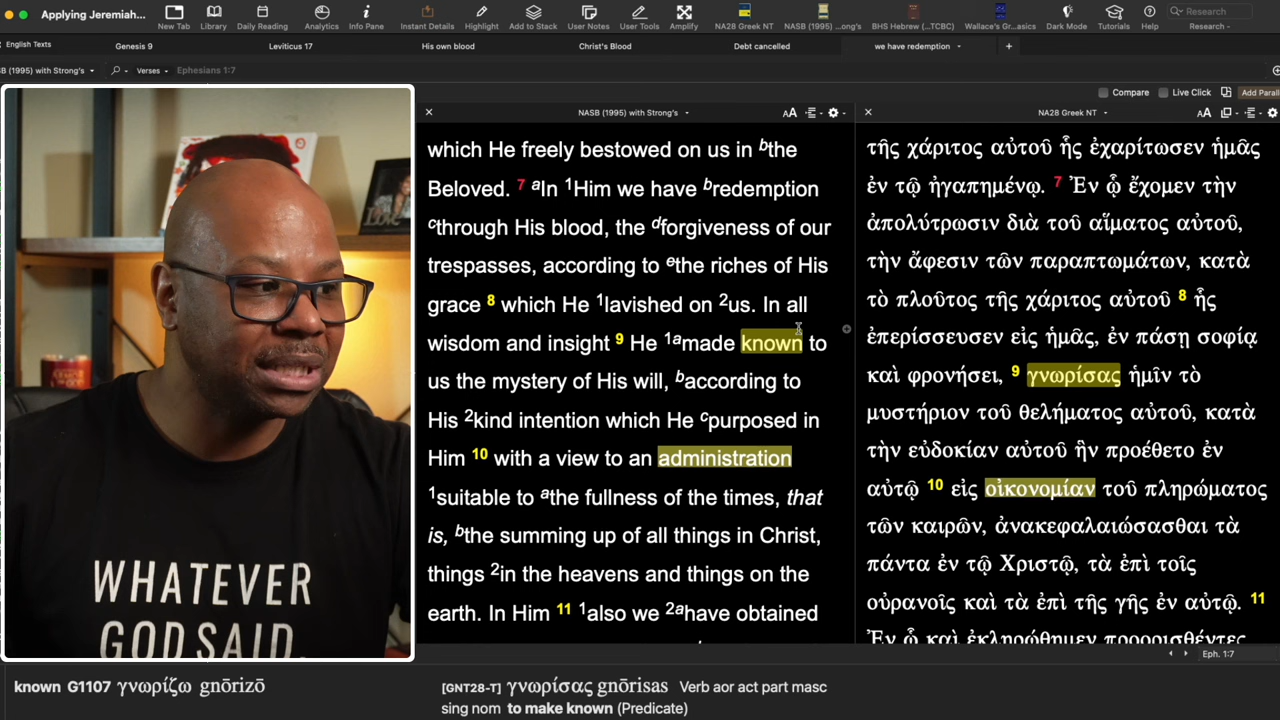 Applying Jeremiah...
New Tab
Library
Daily Reading
Analytics
Info Pane
Instant Details
Highlight
Add to Stack
User Notes
User Tools
Amplify
NA28 Greek NT
NASB (1995) ...ong's
BHS Hebrew (...TCBC)
Wallace's Gr...asics
Dark Mode
Tutorials
Help
Research
Research
English Texts
Genesis 9
Leviticus 17
His own blood
Christ's Blood
Debt cancelled
we have redemption
SB (1995) with Strong's
Verses
Ephesians 1:7
Compare
Live Click
Add Parall
NASB (1995) with Strong's
which He freely bestowed on us in bthe
Beloved. 7 aIn 1Him we have bredemption
cthrough His blood, the dforgiveness of our
trespasses, according to ethe riches of His
grace 8 which He 1lavished on 2us. In all
wisdom and insight 9 He 1amade known to
us the mystery of His will, baccording to
His 2kind intention which He cpurposed in
Him 10 with a view to an administration
1suitable to athe fullness of the times, that
is, bthe summing up of all things in Christ,
things 2in the heavens and things on the
earth. In Him 11 1also we 2ahave obtained
NA28 Greek NT
τῆς χάριτος αὐτοῦ ἧς ἐχαρίτωσεν ἡμᾶς
ἐν τῷ ἠγαπημένῳ. 7 Ἐν ᾧ ἔχομεν τὴν
ἀπολύτρωσιν διὰ τοῦ αἵματος αὐτοῦ,
τὴν ἄφεσιν τῶν παραπτωμάτων, κατὰ
τὸ πλοῦτος τῆς χάριτος αὐτοῦ 8 ἧς
ἐπερίσσευσεν εἰς ἡμᾶς, ἐν πάσῃ σοφίᾳ
καὶ φρονήσει, 9 γνωρίσας ἡμῖν τὸ
μυστήριον τοῦ θελήματος αὐτοῦ, κατὰ
τὴν εὐδοκίαν αὐτοῦ ἣν προέθετο ἐν
αὐτῷ 10 εἰς οἰκονομίαν τοῦ πληρώματος
τῶν καιρῶν, ἀνακεφαλαιώσασθαι τὰ
πάντα ἐν τῷ Χριστῷ, τὰ ἐπὶ τοῖς
οὐρανοῖς καὶ τὰ ἐπὶ τῆς γῆς ἐν αὐτῷ. 11
Ἐν ᾧ καὶ ἐκληρώθημεν προορισθέντες
Eph. 1:7
WHATEVER
GOD SAID.
known G1107 γνωρίζω gnōrizō
[GNT28-T] γνωρίσας gnōrisas Verb aor act part masc
sing nom to make known (Predicate)